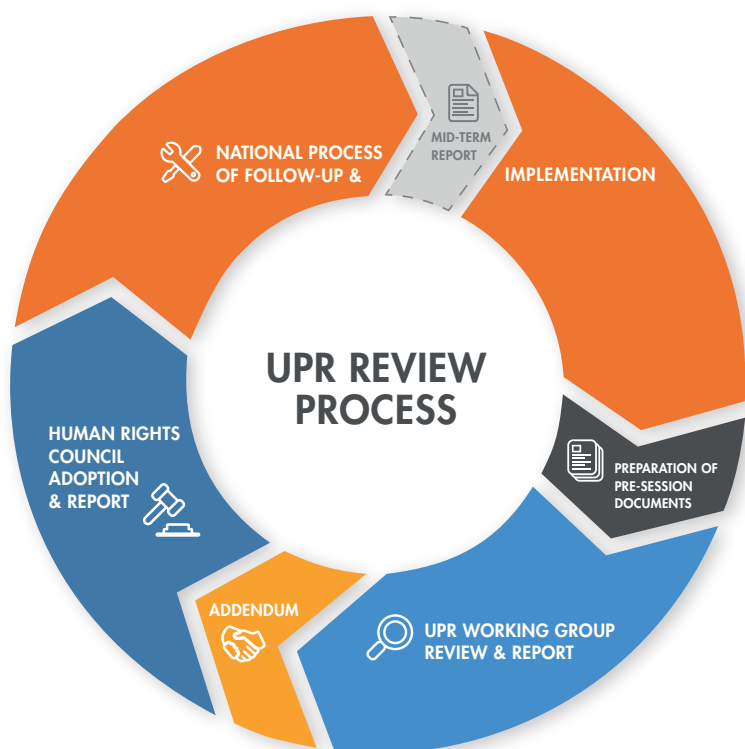 UPR REVIEW
PROCESS
NATIONAL PROCESS
OF FOLLOW-UP &
MID-TERM
REPORT
IMPLEMENTATION
PREPARATION OF
PRE-SESSION
DOCUMENTS
UPR WORKING GROUP
REVIEW & REPORT
ADDENDUM
HUMAN RIGHTS
COUNCIL
ADOPTION
& REPORT